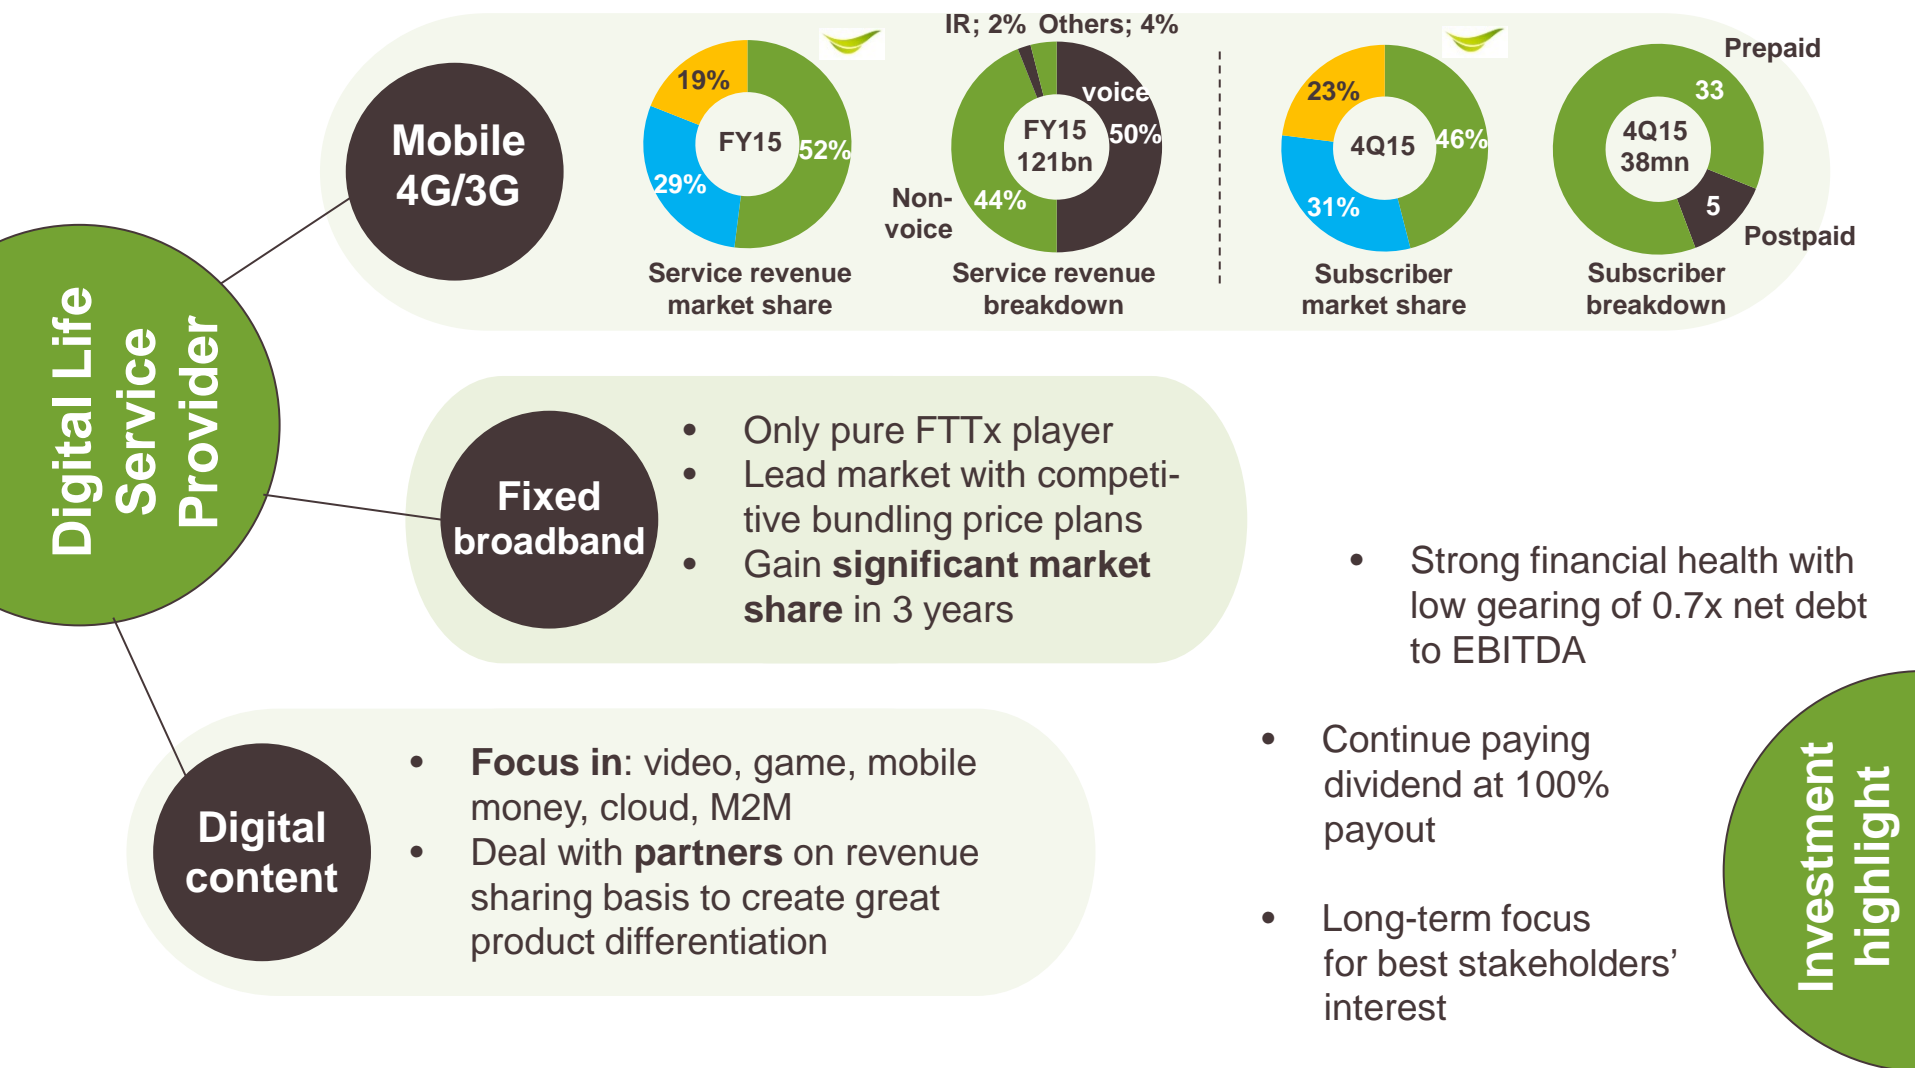 Digital Life
Service
Provider
Mobile
4G/3G
19%
FY15
52%
29%
Service revenue
market share
IR; 2% Others; 4%
voice
FY15
121bn
50%
Non-
voice
44%
Service revenue
breakdown
23%
4Q15
46%
31%
Subscriber
market share
Prepaid
33
4Q15
38mn
5
Postpaid
Subscriber
breakdown
Fixed
broadband
• Only pure FTTx player
• Lead market with competi-
tive bundling price plans
• Gain significant market
share in 3 years
Digital
content
• Focus in: video, game, mobile
money, cloud, M2M
• Deal with partners on revenue
sharing basis to create great
product differentiation
• Strong financial health with
low gearing of 0.7x net debt
to EBITDA
• Continue paying
dividend at 100%
payout
• Long-term focus
for best stakeholders’
interest
Investment
highlight